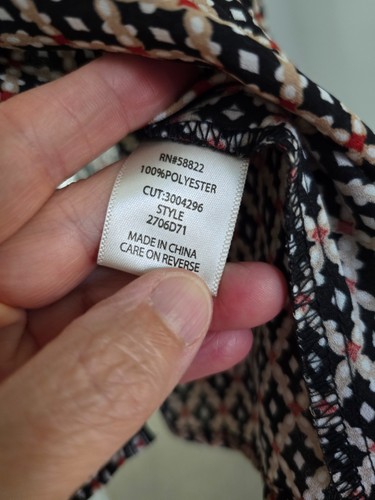 RN#58822
100%POLYESTER
CUT:3004296
STYLE
2706D71
MADE IN CHINA
CARE ON REVERSE